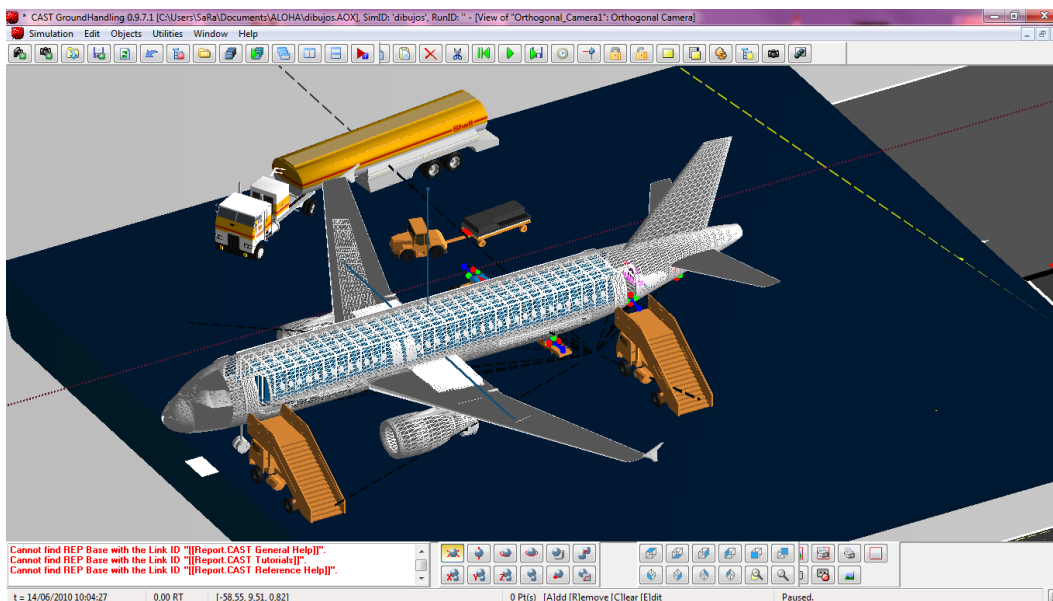 * CAST GroundHandling 0.9.7.1 [C:\Users\SaRa\Documents\ALOHA\dibujos.AOX], SimID: 'dibujos', RunID: '' - [View of "Orthogonal_Camera1": Orthogonal Camera]
Simulation Edit Objects Utilities Window Help
Shell
Cannot find REP Base with the Link ID "[[Report.CAST General Help]]".
Cannot find REP Base with the Link ID "[[Report.CAST Tutorials]]".
Cannot find REP Base with the Link ID "[[Report.CAST Reference Help]]".
t = 14/06/2010 10:04:27 0.00 RT [-58.55, 9.51, 0.82] 0 Pt(s) [A]dd [R]emove [C]lear [E]dit Paused.